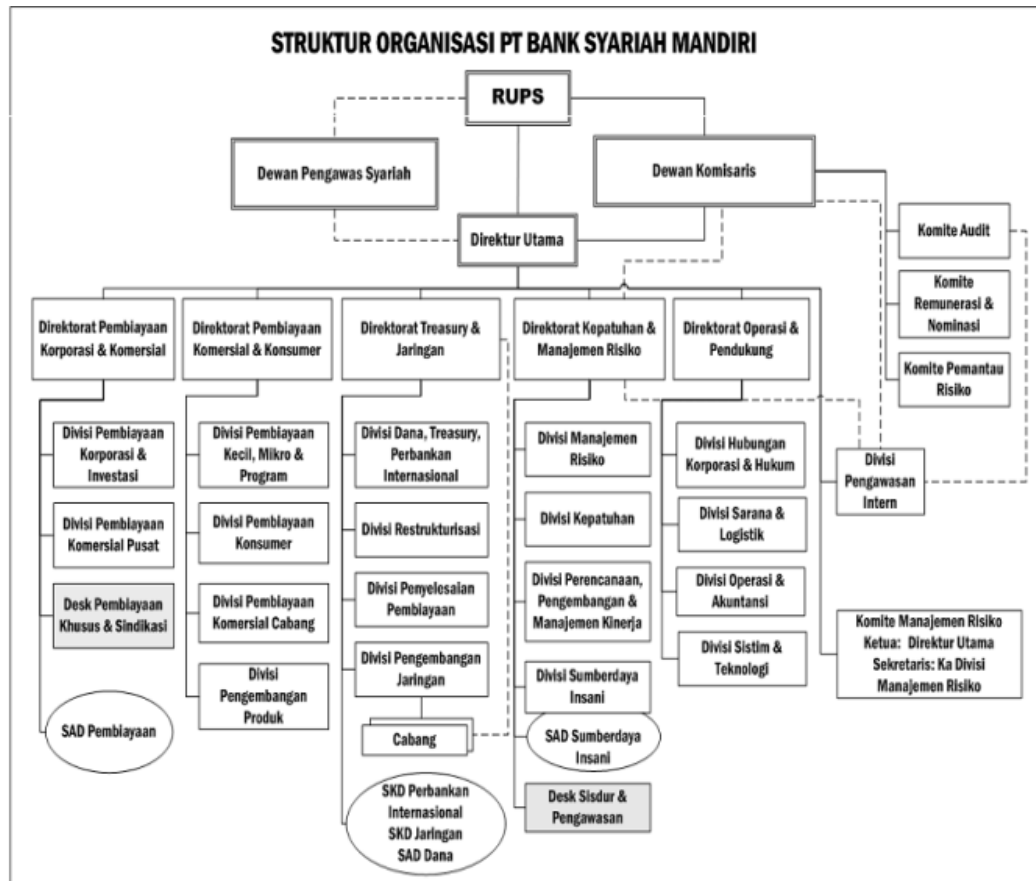 STRUKTUR ORGANISASI PT BANK SYARIAH MANDIRI
RUPS
Dewan Pengawas Syariah
Dewan Komisaris
Direktur Utama
Komite Audit
Komite
Remunerasi &
Nominasi
Komite Pemantau
Risiko
Direktorat Pembiayaan
Korporasi & Komersial
Direktorat Pembiayaan
Komersial & Konsumer
Direktorat Treasury &
Jaringan
Direktorat Kepatuhan &
Manajemen Risiko
Direktorat Operasi &
Pendukung
Divisi Pembiayaan
Korporasi &
Investasi
Divisi Pembiayaan
Komersial Pusat
Desk Pembiayaan
Khusus & Sindikasi
SAD Pembiayaan
Divisi Pembiayaan
Kecil, Mikro &
Program
Divisi Pembiayaan
Konsumer
Divisi Pembiayaan
Komersial Cabang
Divisi
Pengembangan
Produk
Divisi Dana, Treasury,
Perbankan
Internasional
Divisi Restrukturisasi
Divisi Penyelesaian
Pembiayaan
Divisi Pengembangan
Jaringan
Cabang
SKD Perbankan
Internasional
SKD Jaringan
SAD Dana
Divisi Manajemen
Risiko
Divisi Kepatuhan
Divisi Perencanaan,
Pengembangan &
Manajemen Kinerja
Divisi Sumberdaya
Insani
SAD Sumberdaya
Insani
Desk Sisdur &
Pengawasan
Divisi Hubungan
Korporasi & Hukum
Divisi Sarana &
Logistik
Divisi Operasi &
Akuntansi
Divisi Sistim &
Teknologi
Divisi
Pengawasan
Intern
Komite Manajemen Risiko
Ketua: Direktur Utama
Sekretaris: Ka Divisi
Manajemen Risiko